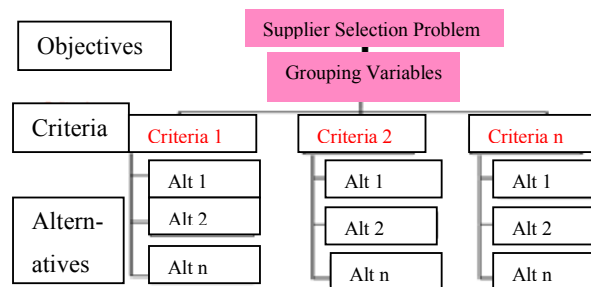 Objectives
Supplier Selection Problem
Grouping Variables
Criteria
Criteria 1
Criteria 2
Criteria n
Altern-
atives
Alt 1
Alt 2
Alt n
Alt 1
Alt 2
Alt n
Alt 1
Alt 2
Alt n